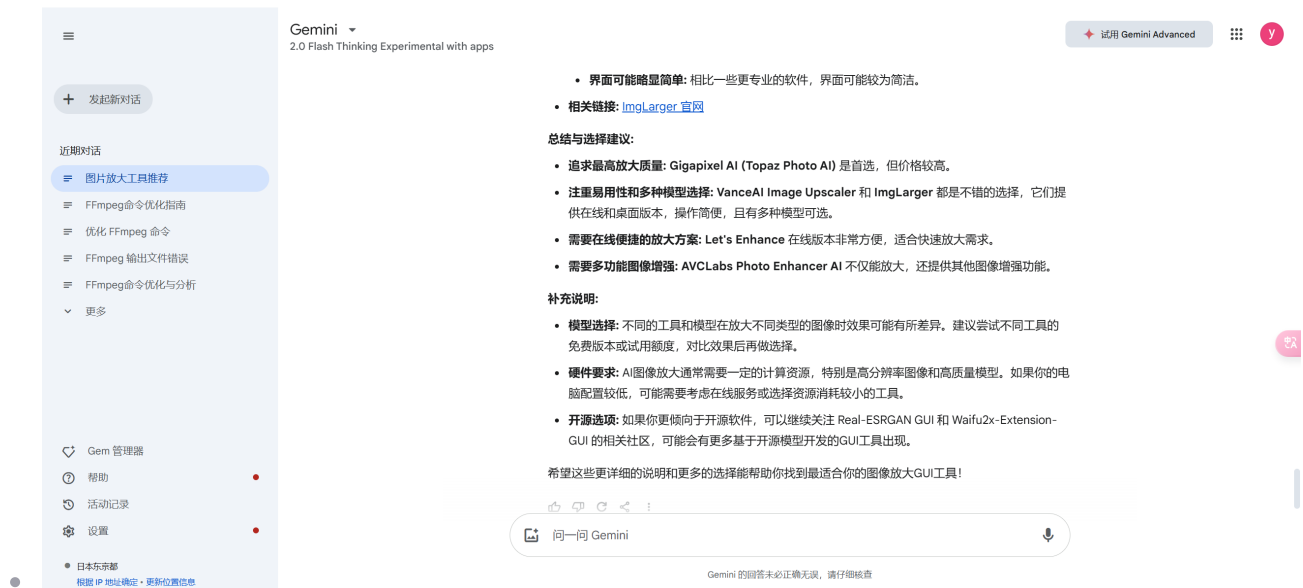 Gemini
2.0 Flash Thinking Experimental with apps
试用 Gemini Advanced
y
发起新对话
近期对话
图片放大工具推荐
FFmpeg命令优化指南
优化 FFmpeg 命令
FFmpeg 输出文件错误
FFmpeg命令优化与分析
更多
Gem 管理器
帮助
活动记录
设置
日本东京都
根据 IP 地址确定 • 更新位置信息
• 界面可能略显简单: 相比一些更专业的软件，界面可能较为简洁。
• 相关链接: ImgLarger 官网
总结与选择建议:
• 追求最高放大质量: Gigapixel AI (Topaz Photo AI) 是首选，但价格较高。
• 注重易用性和多种模型选择: VanceAI Image Upscaler 和 ImgLarger 都是不错的选择，它们提
供在线和桌面版本，操作简便，且有多种模型可选。
• 需要在线便捷的放大方案: Let's Enhance 在线版本非常方便，适合快速放大需求。
• 需要多功能图像增强: AVCLabs Photo Enhancer AI 不仅能放大，还提供其他图像增强功能。
补充说明:
• 模型选择: 不同的工具和模型在放大不同类型的图像时效果可能有所差异。建议尝试不同工具的
免费版本或试用额度，对比效果后再做选择。
• 硬件要求: AI图像放大通常需要一定的计算资源，特别是高分辨率图像和高质量模型。如果你的电
脑配置较低，可能需要考虑在线服务或选择资源消耗较小的工具。
• 开源选项: 如果你更倾向于开源软件，可以继续关注 Real-ESRGAN GUI 和 Waifu2x-Extension-
GUI 的相关社区，可能会有更多基于开源模型开发的GUI工具出现。
希望这些更详细的说明和更多的选择能帮助你找到最适合你的图像放大GUI工具！
问一问 Gemini
Gemini 的回答未必正确无误，请仔细核查